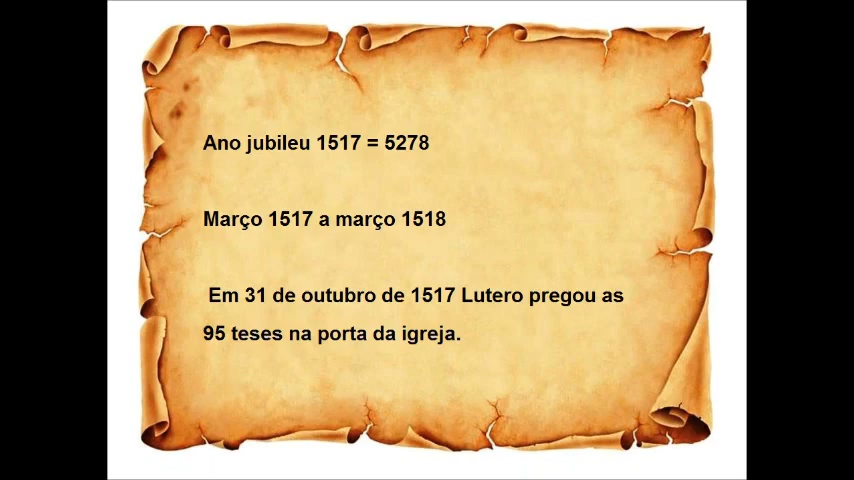 Ano jubileu 1517 = 5278
Março 1517 a março 1518
Em 31 de outubro de 1517 Lutero pregou as
95 teses na porta da igreja.